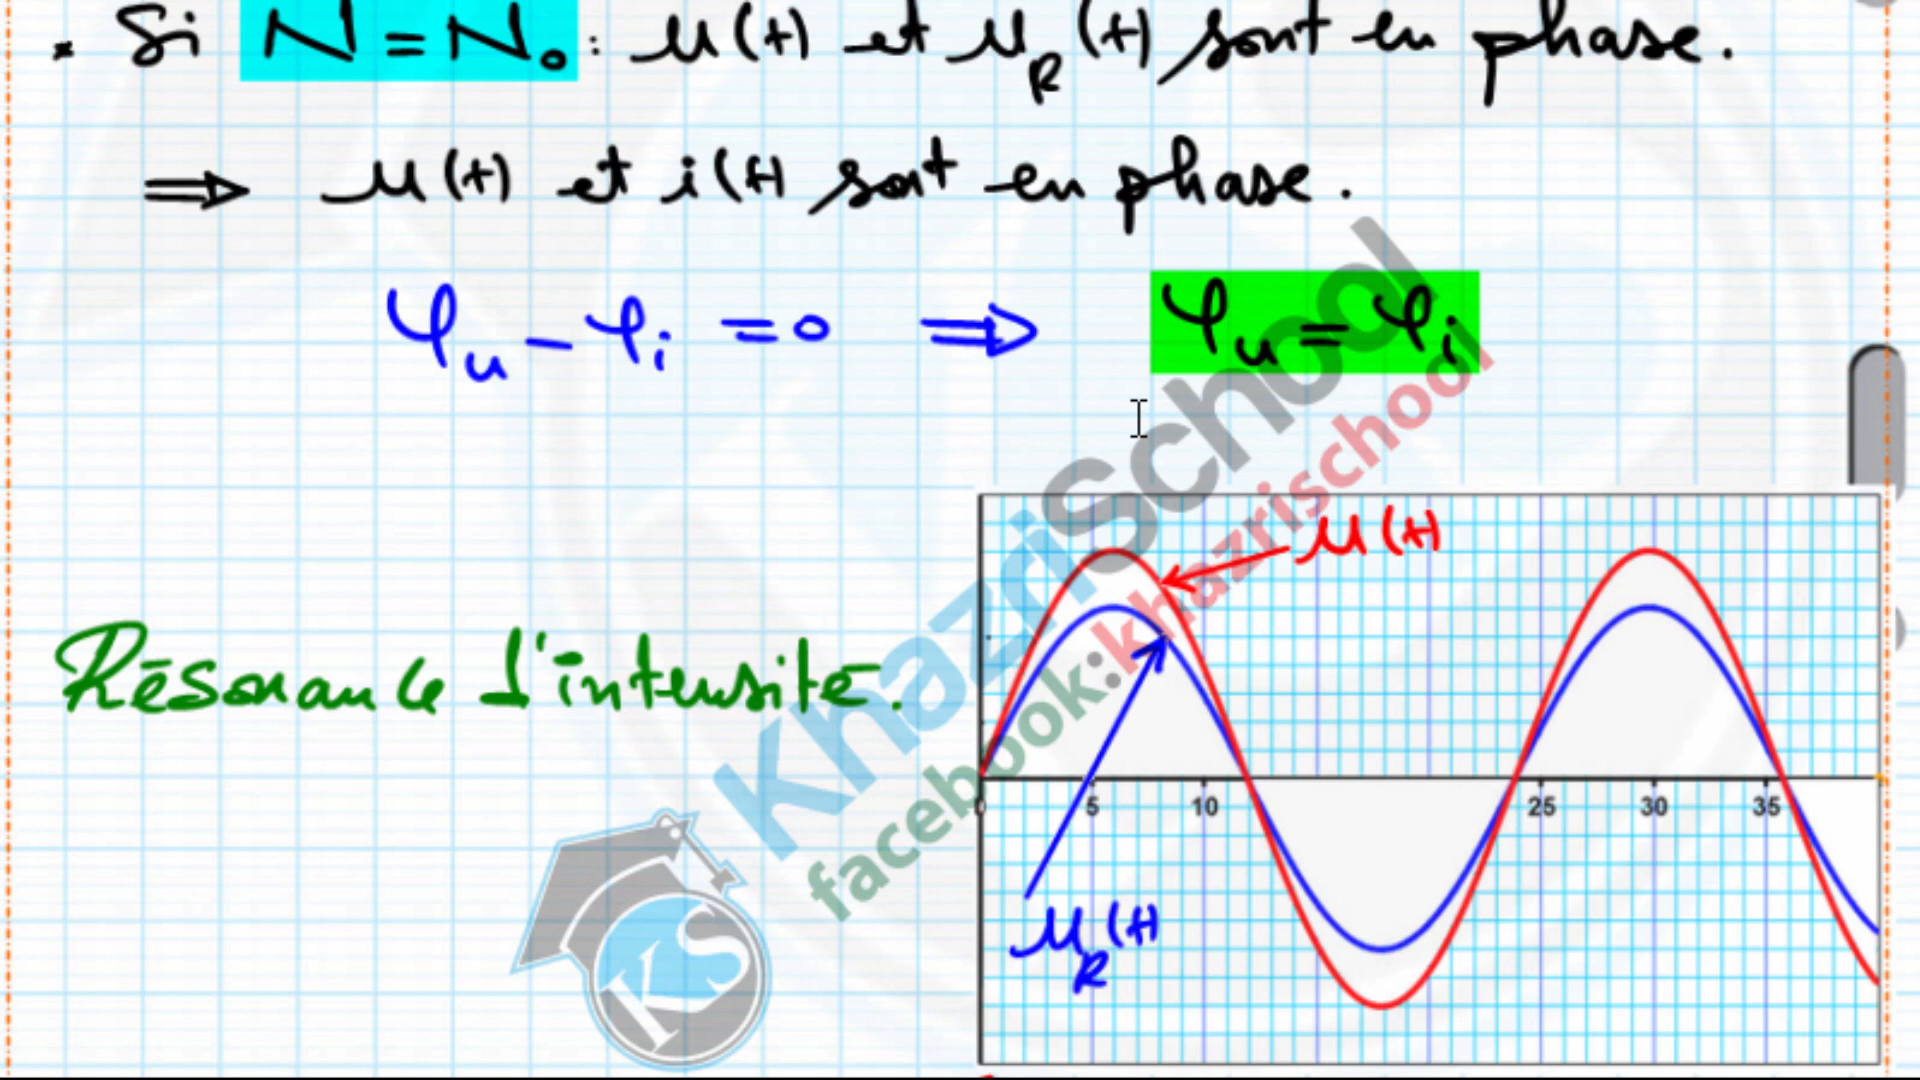 • Si N = N₀ : u(t) et u_R(t) sont en phase.
⟹ u(t) et i(t) sont en phase.
φ_u - φ_i = 0 ⟹ φ_u = φ_i
u(t)
Résonance d'intensité.
0 5 10 25 30 35
u_R(t)
KhazriSchool
facebook:khazrischool
KS